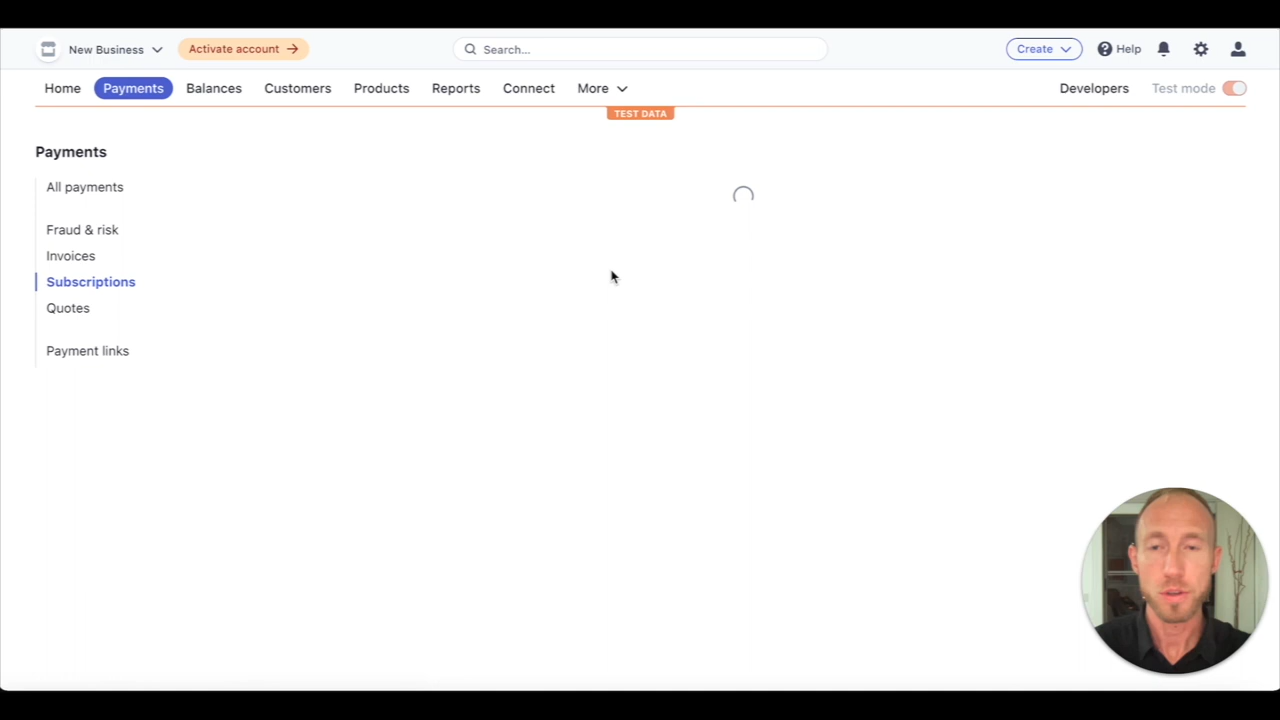 New Business
Activate account →
Search...
Create
Help
Home
Payments
Balances
Customers
Products
Reports
Connect
More
Developers
Test mode
TEST DATA
Payments
All payments
Fraud & risk
Invoices
Subscriptions
Quotes
Payment links